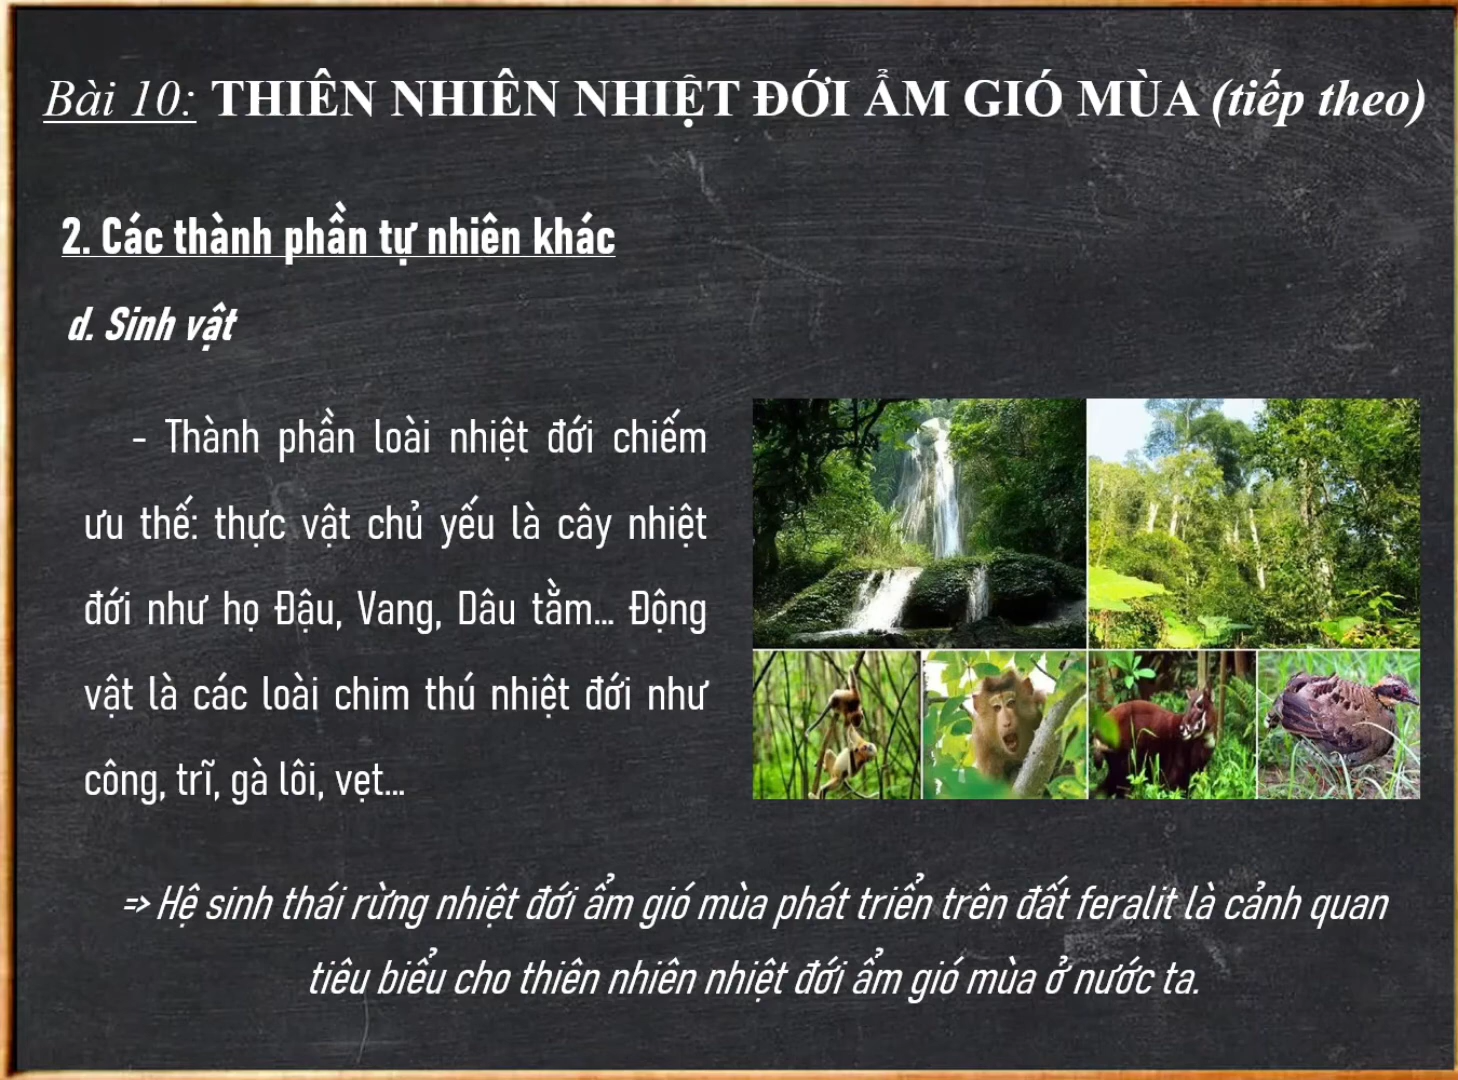 Bài 10: THIÊN NHIÊN NHIỆT ĐỚI ẨM GIÓ MÙA (tiếp theo)
2. Các thành phần tự nhiên khác
d. Sinh vật
- Thành phần loài nhiệt đới chiếm
ưu thế: thực vật chủ yếu là cây nhiệt
đới như họ Đậu, Vang, Dâu tằm... Động
vật là các loài chim thú nhiệt đới như
công, trĩ, gà lôi, vẹt...
=> Hệ sinh thái rừng nhiệt đới ẩm gió mùa phát triển trên đất feralit là cảnh quan
tiêu biểu cho thiên nhiên nhiệt đới ẩm gió mùa ở nước ta.